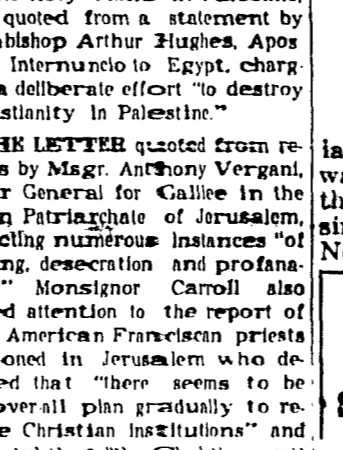 quoted from a statement by
bishop Arthur Hughes, Apos
Internuncio to Egypt, charg-
a deliberate effort "to destroy
stianity in Palestine."
HE LETTER quoted from re-
s by Msgr. Anthony Vergani,
r General for Galilee in the
n Patriarchate of Jerusalem,
cting numerous instances "of
ng, desecration and profana-
" Monsignor Carroll also
d attention to the report of
American Franciscan priests
oned in Jerusalem who de-
ed that "there seems to be
over-all plan gradually to re-
e Christian Institutions" and
ia
wa
th
sin
N